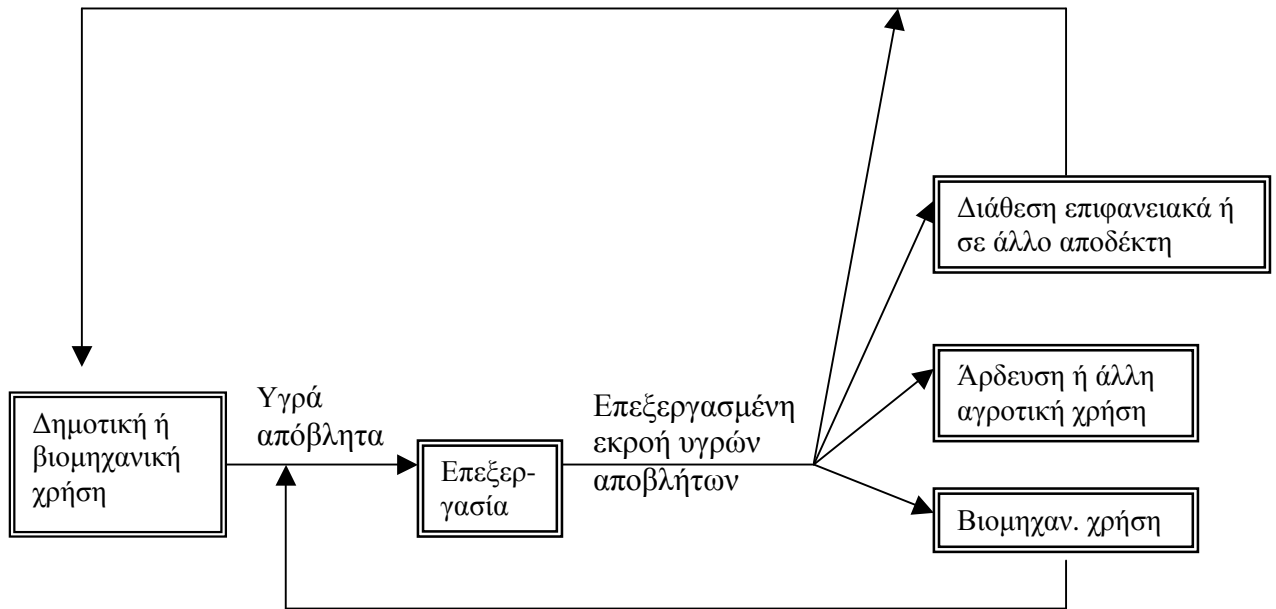 Διάθεση επιφανειακά ή
σε άλλο αποδέκτη
Άρδευση ή άλλη
αγροτική χρήση
Υγρά
απόβλητα
Επεξεργασμένη
εκροή υγρών
αποβλήτων
Δημοτική ή
βιομηχανική
χρήση
Επεξερ-
γασία
Βιομηχαν. χρήση